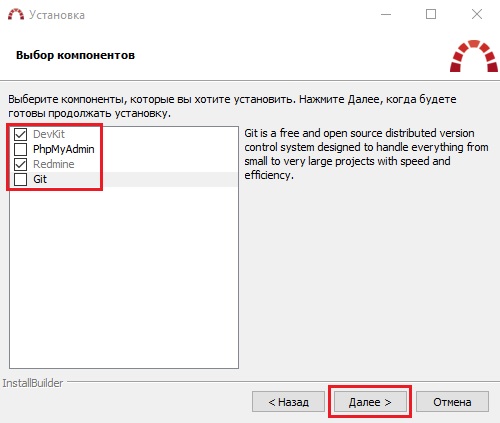 Установка
Выбор компонентов
Выберите компоненты, которые вы хотите установить. Нажмите Далее, когда будете
готовы продолжать установку.
DevKit
PhpMyAdmin
Redmine
Git
Git is a free and open source distributed version
control system designed to handle everything from
small to very large projects with speed and
efficiency.
InstallBuilder
< Назад
Далее >
Отмена